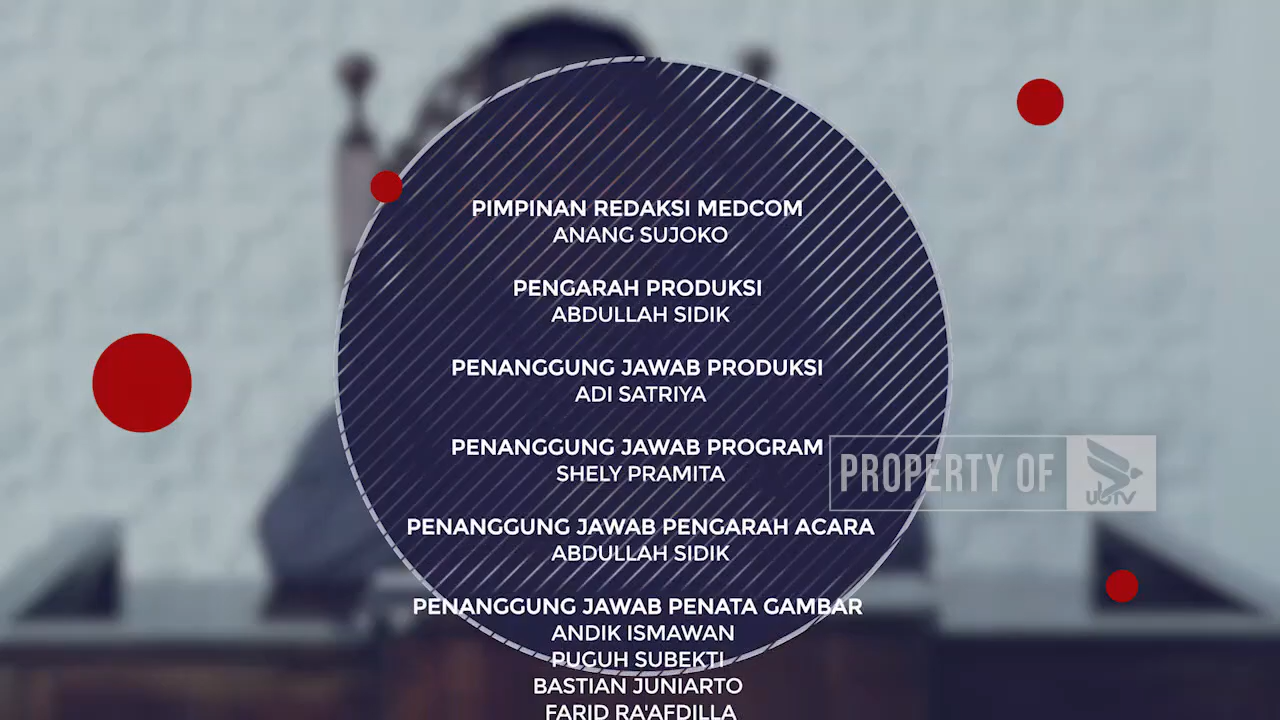 PIMPINAN REDAKSI MEDCOM
ANANG SUJOKO
PENGARAH PRODUKSI
ABDULLAH SIDIK
PENANGGUNG JAWAB PRODUKSI
ADI SATRIYA
PENANGGUNG JAWAB PROGRAM
SHELY PRAMITA
PROPERTY OF
UBTV
PENANGGUNG JAWAB PENGARAH ACARA
ABDULLAH SIDIK
PENANGGUNG JAWAB PENATA GAMBAR
ANDIK ISMAWAN
PUGUH SUBEKTI
BASTIAN JUNIARTO
FARID RA'AFDILLA